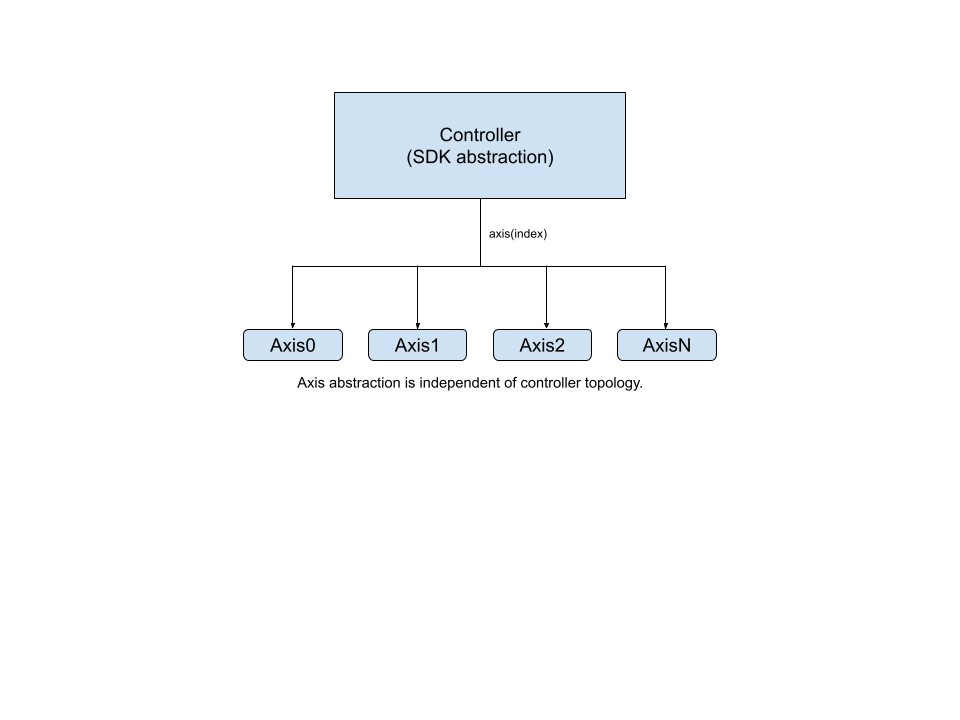 Controller
(SDK abstraction)
axis(index)
Axis0
Axis1
Axis2
AxisN
Axis abstraction is independent of controller topology.